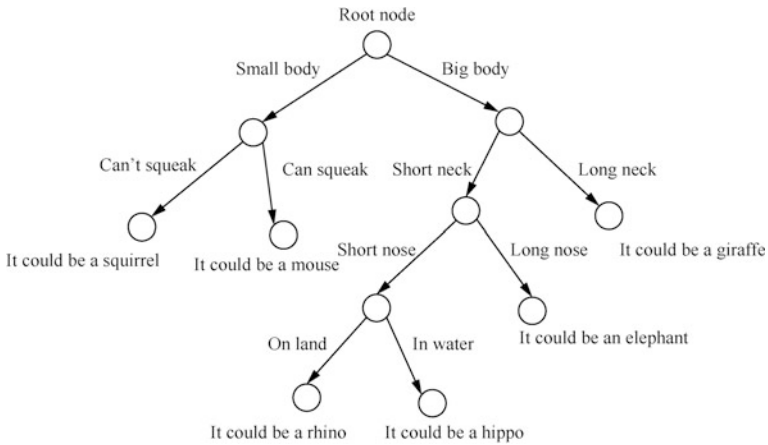 Root node
Small body
Big body
Can't squeak
Can squeak
Short neck
Long neck
It could be a squirrel
It could be a mouse
Short nose
Long nose
It could be a giraffe
On land
In water
It could be an elephant
It could be a rhino
It could be a hippo